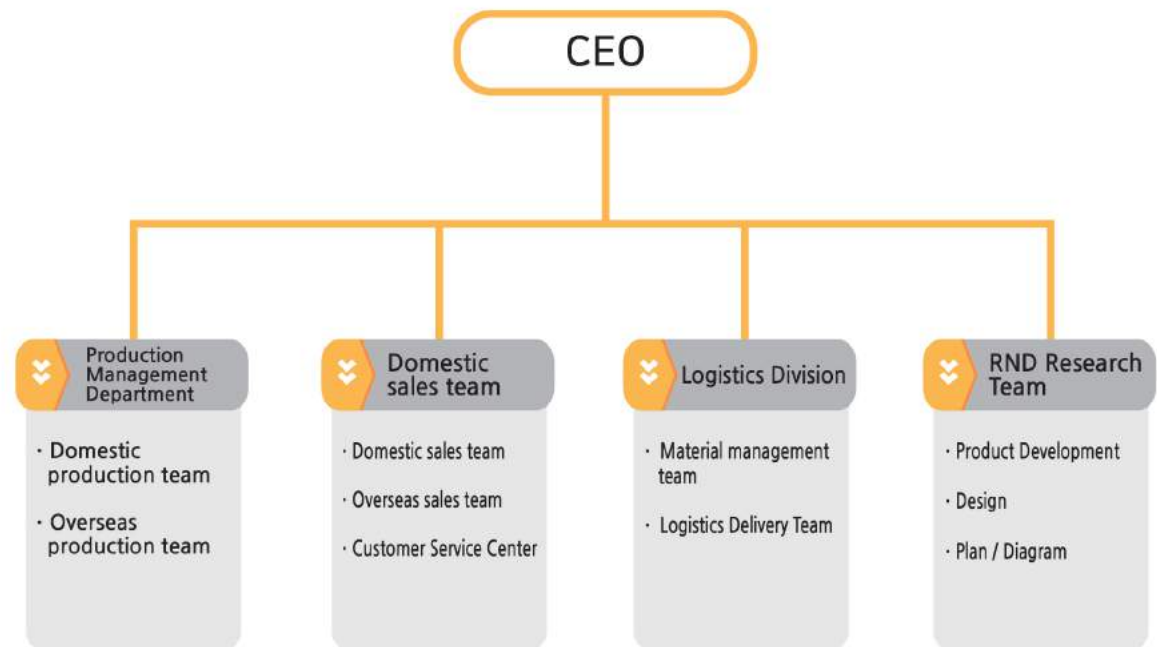 CEO
Production
Management
Department
· Domestic
production team
· Overseas
production team
Domestic
sales team
· Domestic sales team
· Overseas sales team
· Customer Service Center
Logistics Division
· Material management
team
· Logistics Delivery Team
RND Research
Team
· Product Development
· Design
· Plan / Diagram